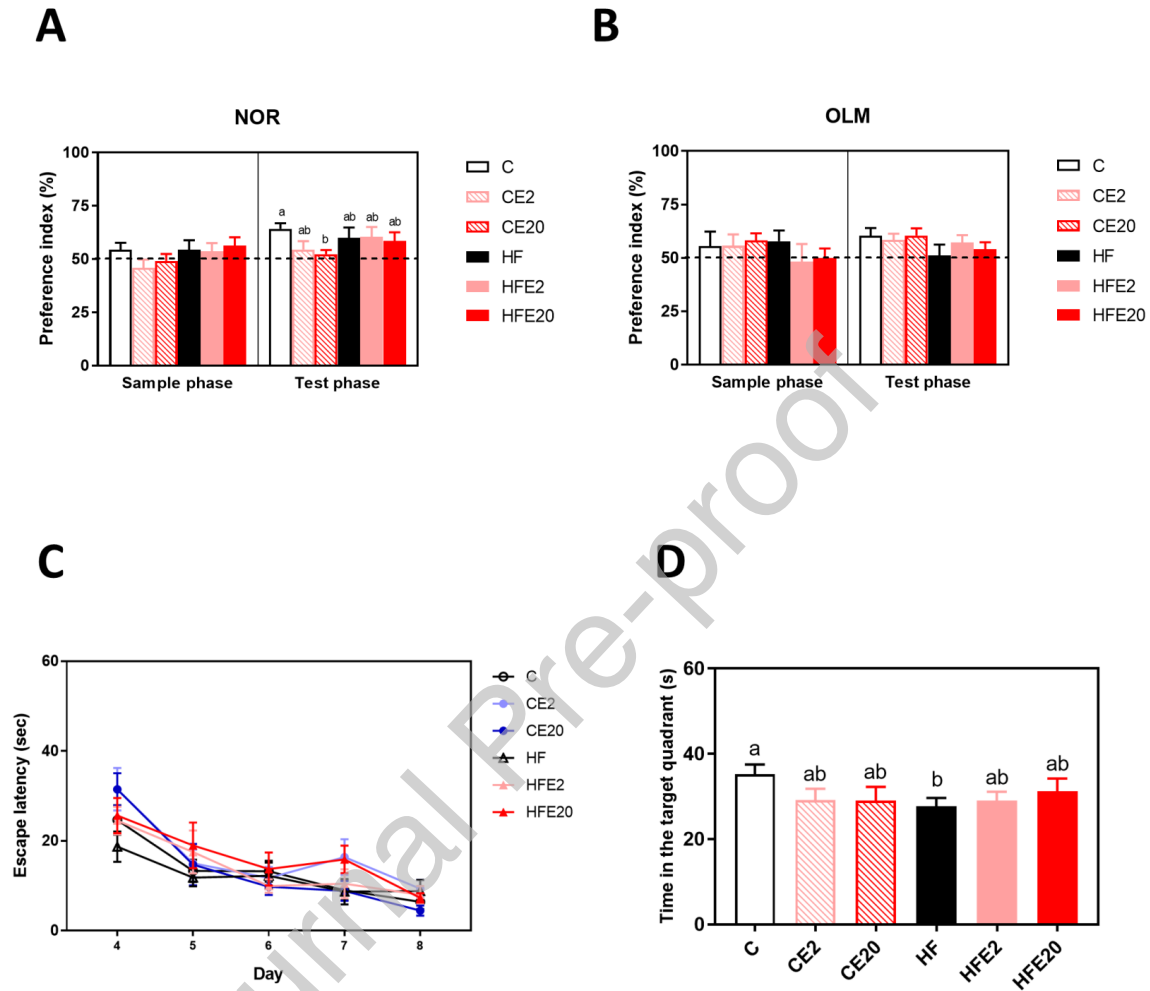 A
B
NOR
OLM
Preference index (%)
100
75
50
25
0
a
ab
b
ab
ab
ab
Sample phase
Test phase
C
CE2
CE20
HF
HFE2
HFE20
Preference index (%)
100
75
50
25
0
Sample phase
Test phase
C
CE2
CE20
HF
HFE2
HFE20
C
D
Escape latency (sec)
60
40
20
0
4
5
6
7
8
Day
C
CE2
CE20
HF
HFE2
HFE20
Time in the target quadrant (s)
60
40
20
0
a
ab
ab
b
ab
ab
C
CE2
CE20
HF
HFE2
HFE20
urnal Pre-proof